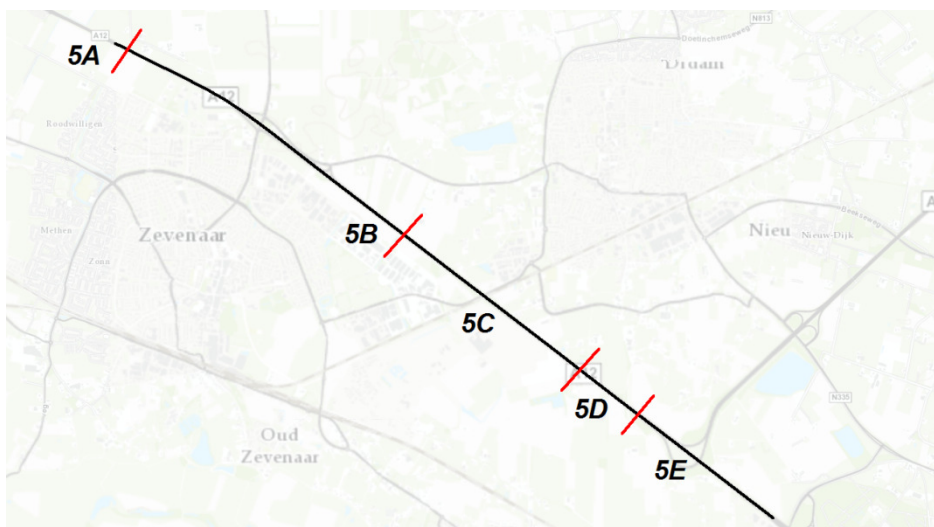 N813
Doetinchemseweg
A12
5A
Didam
A12
Roodwilligen
Methen
Zevenaar
5B
Nieu
Nieuw-Dijk
Zonn
5C
A12
5D
N335
Oud
Zevenaar
5E